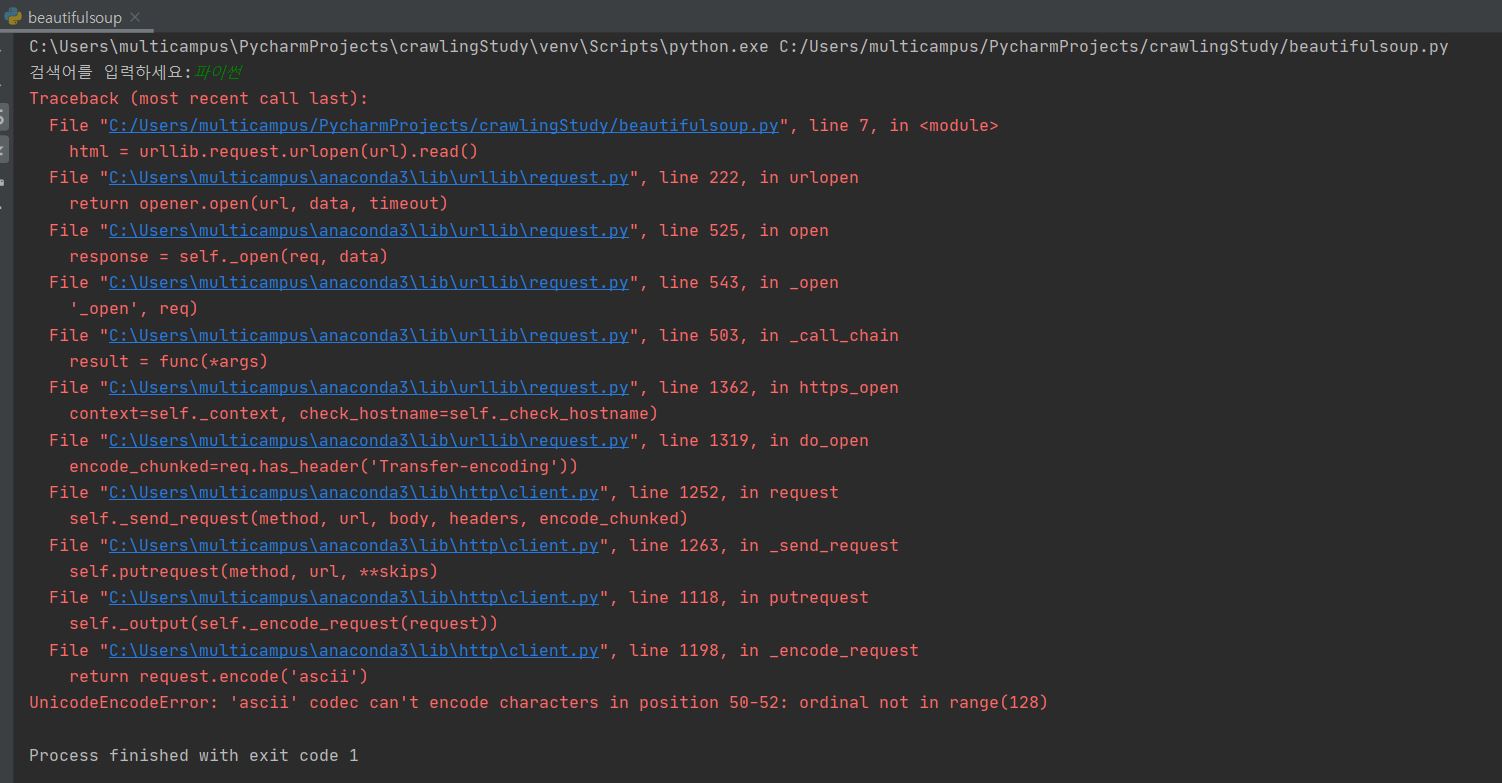 beautifulsoup
C:\Users\multicampus\PycharmProjects\crawlingStudy\venv\Scripts\python.exe C:/Users/multicampus/PycharmProjects/crawlingStudy/beautifulsoup.py
검색어를 입력하세요:파이썬
Traceback (most recent call last):
  File "C:/Users/multicampus/PycharmProjects/crawlingStudy/beautifulsoup.py", line 7, in <module>
    html = urllib.request.urlopen(url).read()
  File "C:\Users\multicampus\anaconda3\lib\urllib\request.py", line 222, in urlopen
    return opener.open(url, data, timeout)
  File "C:\Users\multicampus\anaconda3\lib\urllib\request.py", line 525, in open
    response = self._open(req, data)
  File "C:\Users\multicampus\anaconda3\lib\urllib\request.py", line 543, in _open
    '_open', req)
  File "C:\Users\multicampus\anaconda3\lib\urllib\request.py", line 503, in _call_chain
    result = func(*args)
  File "C:\Users\multicampus\anaconda3\lib\urllib\request.py", line 1362, in https_open
    context=self._context, check_hostname=self._check_hostname)
  File "C:\Users\multicampus\anaconda3\lib\urllib\request.py", line 1319, in do_open
    encode_chunked=req.has_header('Transfer-encoding'))
  File "C:\Users\multicampus\anaconda3\lib\http\client.py", line 1252, in request
    self._send_request(method, url, body, headers, encode_chunked)
  File "C:\Users\multicampus\anaconda3\lib\http\client.py", line 1263, in _send_request
    self.putrequest(method, url, **skips)
  File "C:\Users\multicampus\anaconda3\lib\http\client.py", line 1118, in putrequest
    self._output(self._encode_request(request))
  File "C:\Users\multicampus\anaconda3\lib\http\client.py", line 1198, in _encode_request
    return request.encode('ascii')
UnicodeEncodeError: 'ascii' codec can't encode characters in position 50-52: ordinal not in range(128)
Process finished with exit code 1